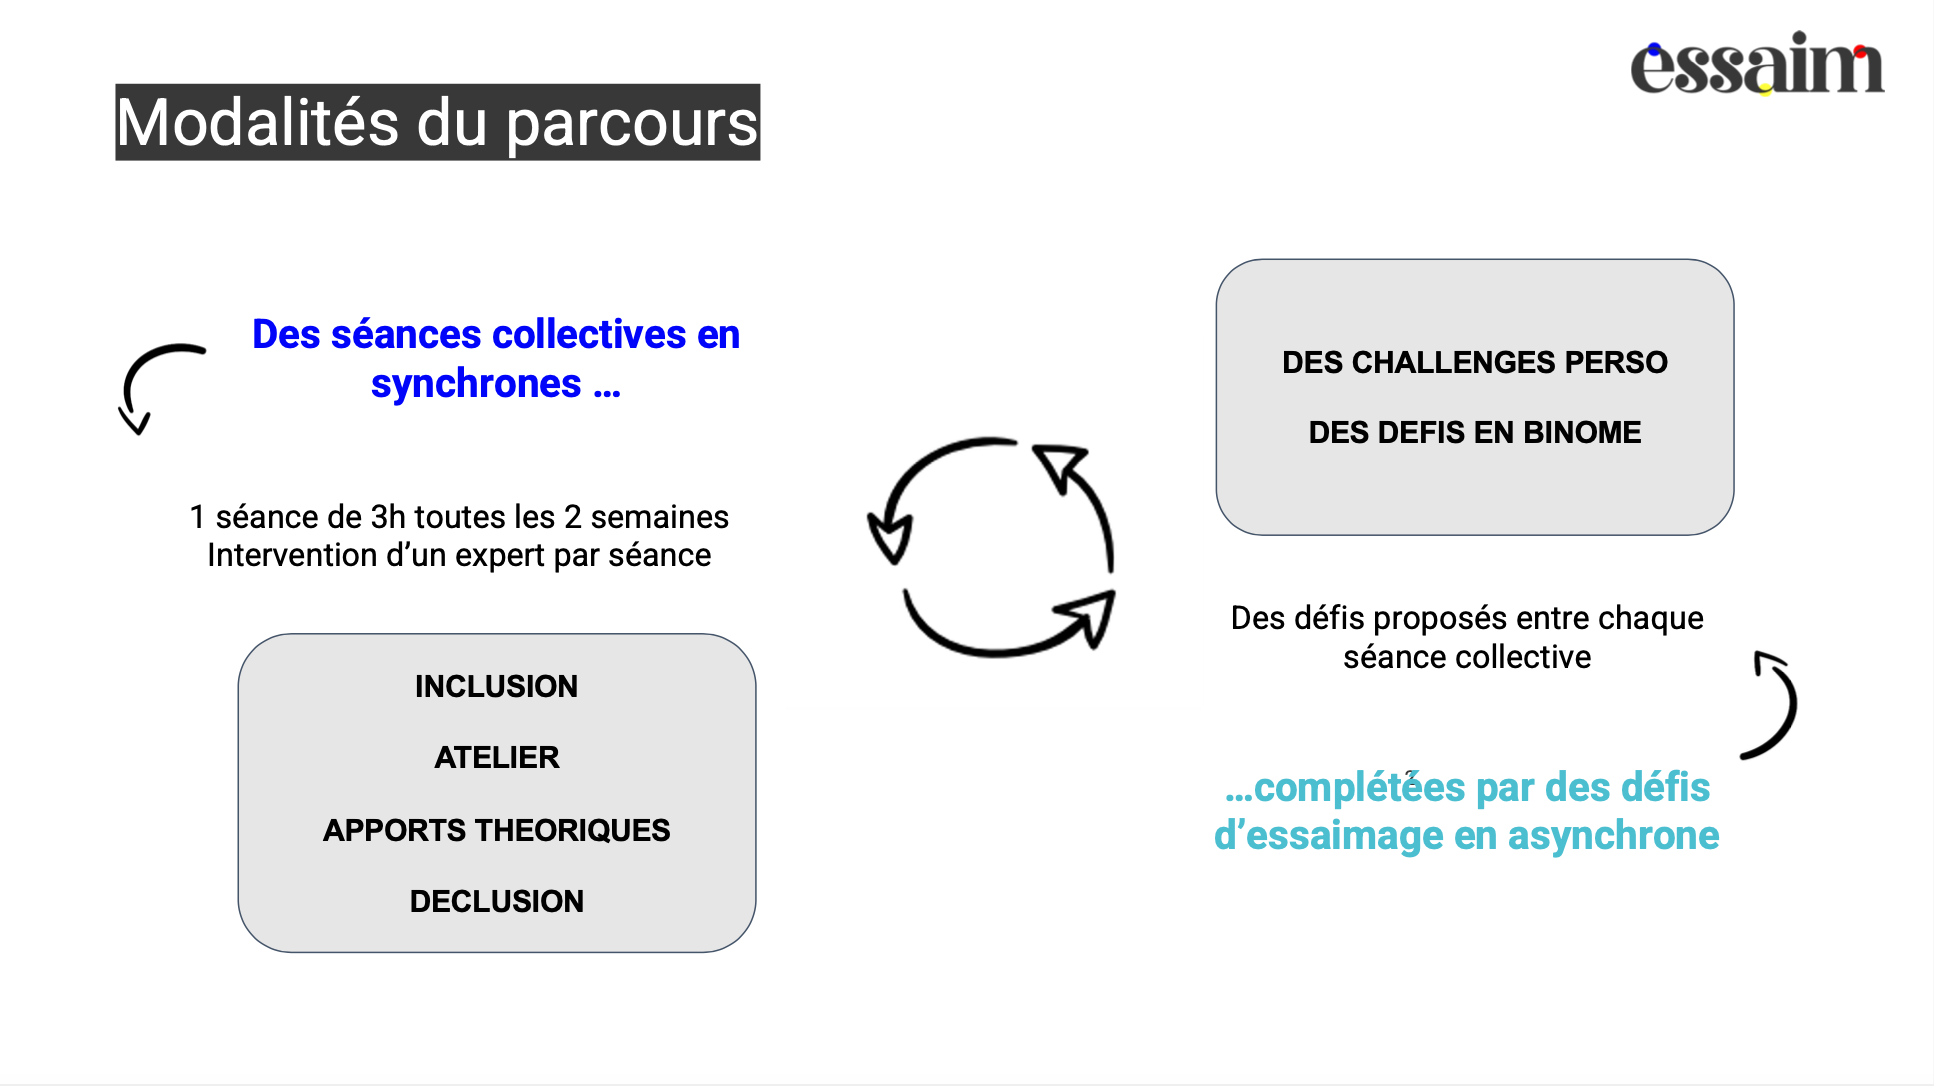 essaim
Modalités du parcours
Des séances collectives en
synchrones ...
1 séance de 3h toutes les 2 semaines
Intervention d’un expert par séance
INCLUSION
ATELIER
APPORTS THEORIQUES
DECLUSION
DES CHALLENGES PERSO
DES DEFIS EN BINOME
Des défis proposés entre chaque
séance collective
...complétées par des défis
d’essaimage en asynchrone